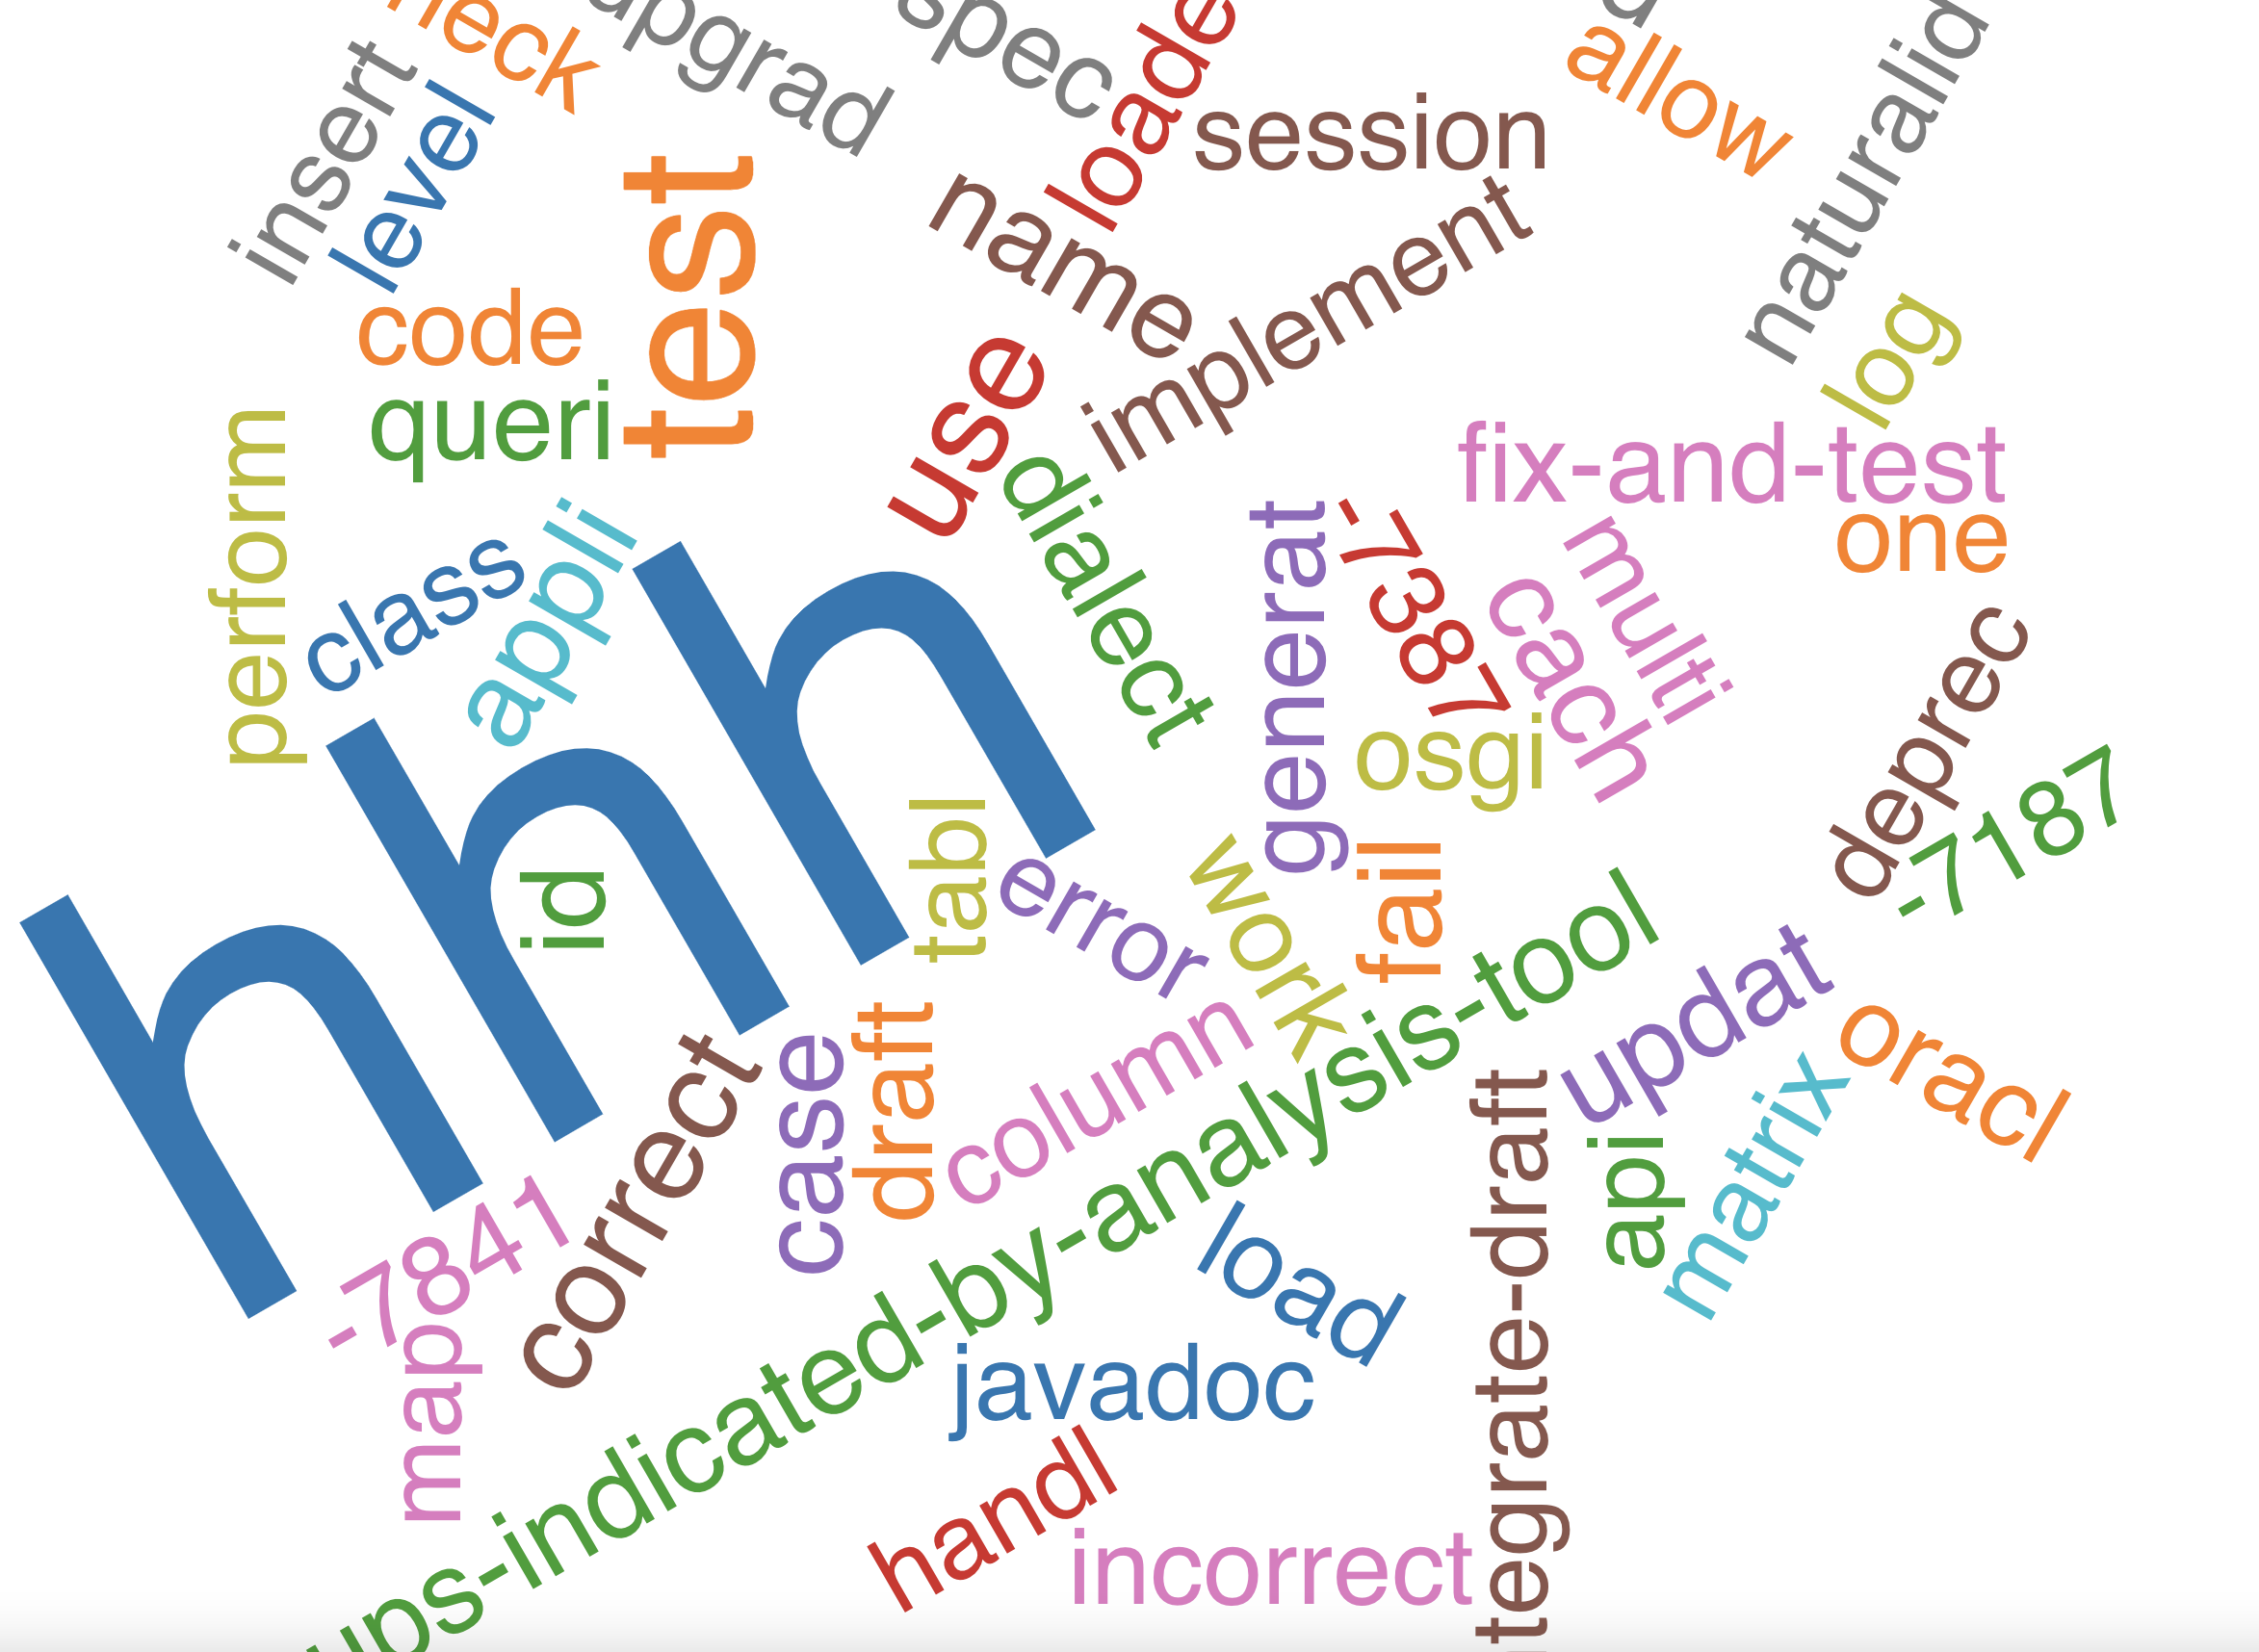 heck
upgrad
spec
loade
allow
naturalid
insert
level
session
test
name
implement
code
use
log
queri
fix-and-test
perform
dialect
one
generat
-7387
multi
cach
class
appli
hhh
osgi
deprec
-7187
tabl
id
error
work
fail
updat
oracl
correct
case
draft
column
matrix
api
-7841
load
map
javadoc
ups-indicated-by-analysis-tool
tegrate-draft
handl
incorrect